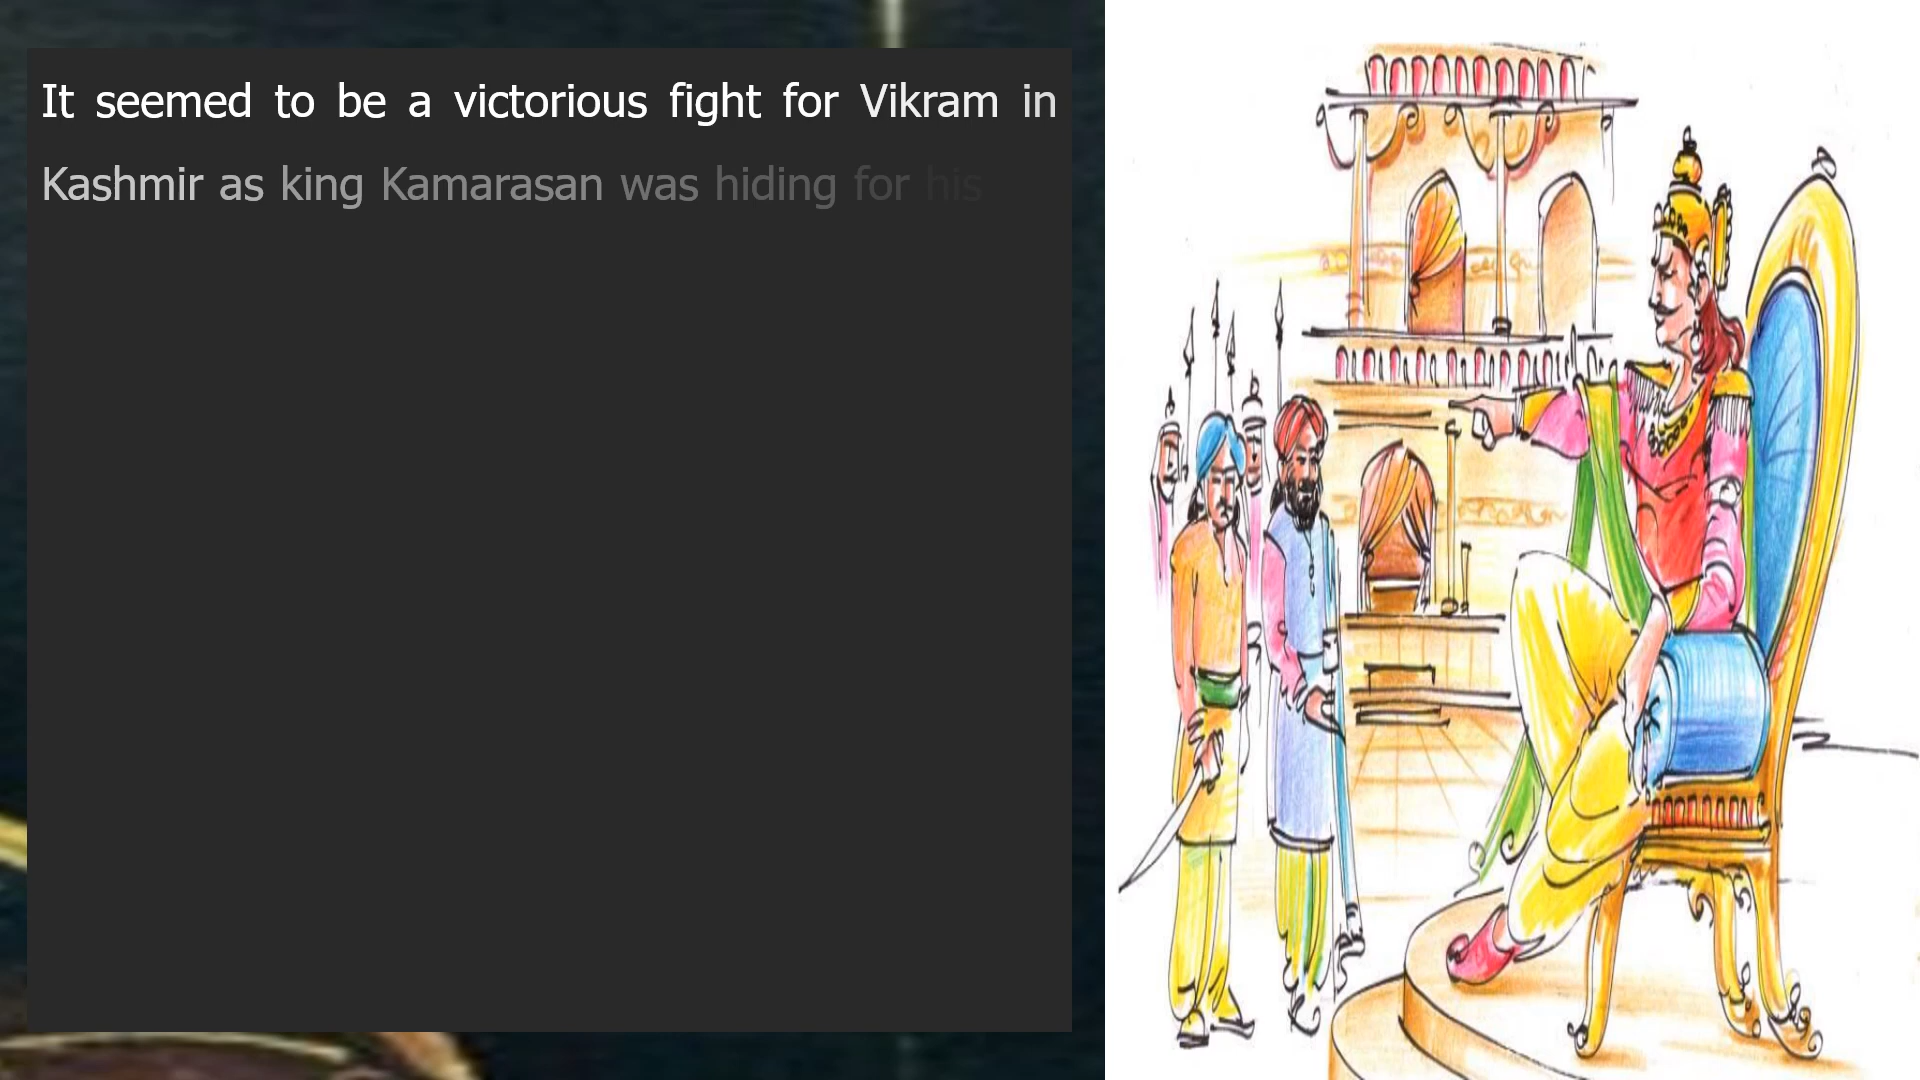 It seemed to be a victorious fight for Vikram in
Kashmir as king Kamarasan was hiding for his